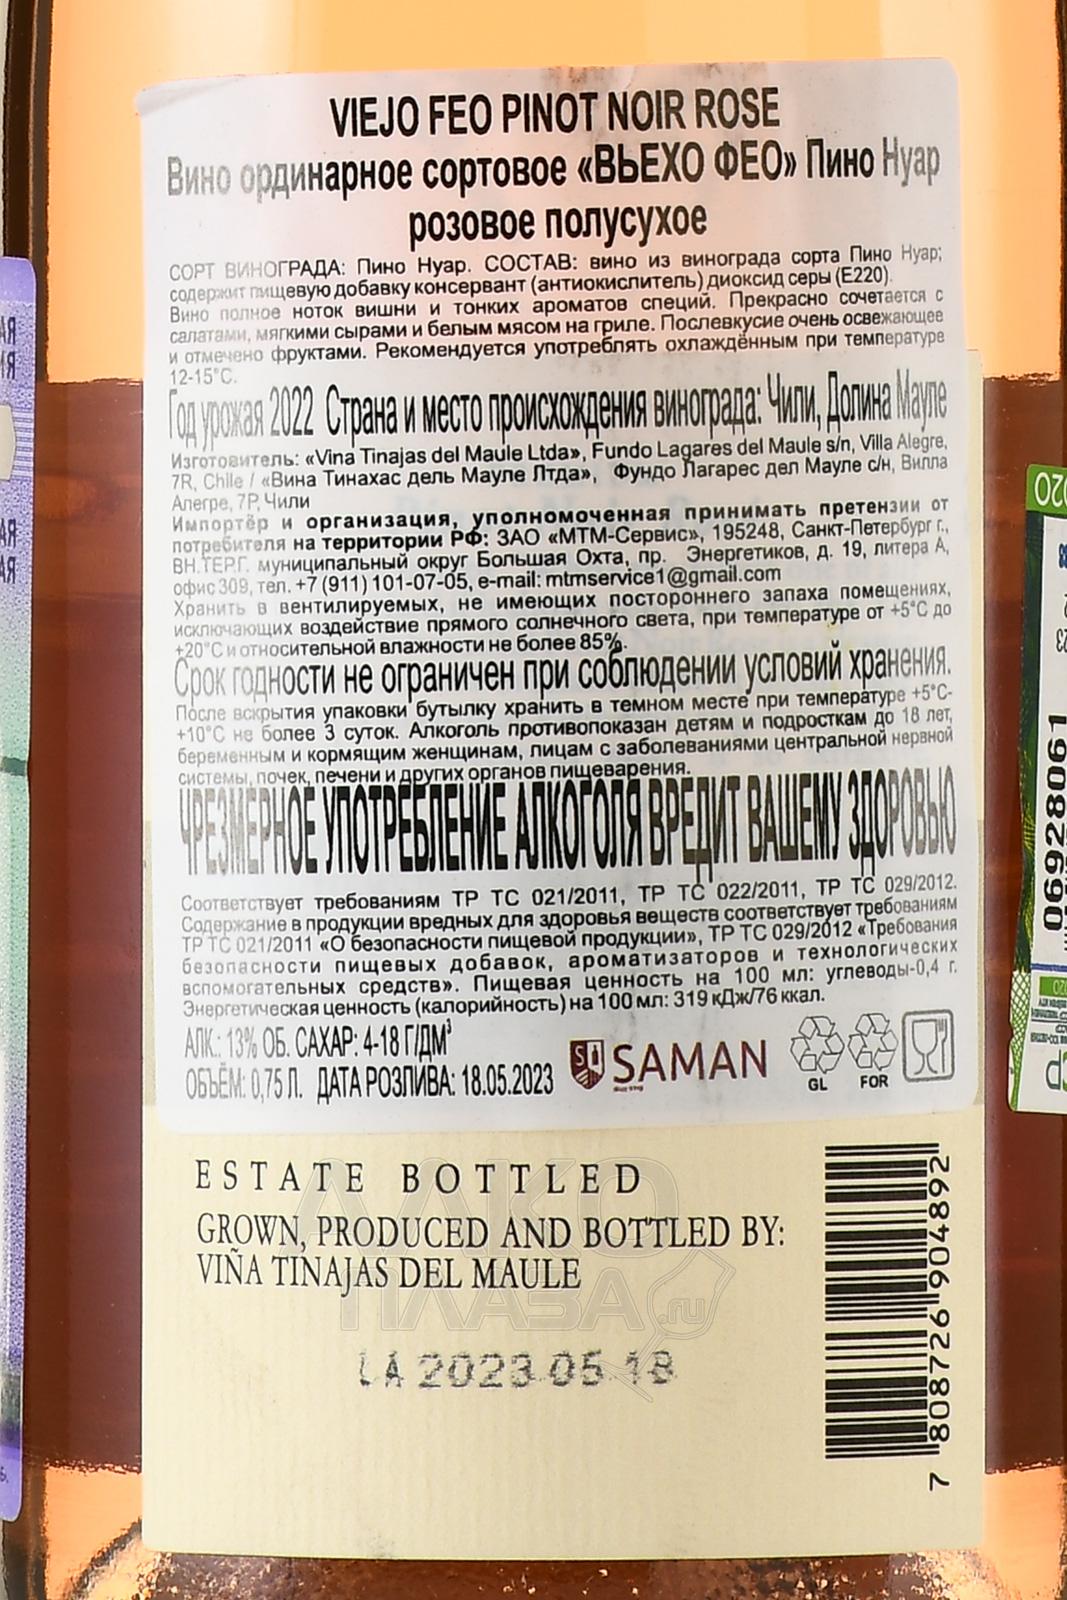 VIEJO FEO PINOT NOIR ROSE
Вино ординарное сортовое «ВЬЕХО ФЕО» Пино Нуар
розовое полусухое
СОРТ ВИНОГРАДА: Пино Нуар. СОСТАВ: вино из винограда сорта Пино Нуар;
содержит пищевую добавку консервант (антиокислитель) диоксид серы (Е220).
Вино полное ноток вишни и тонких ароматов специй. Прекрасно сочетается с
салатами, мягкими сырами и белым мясом на гриле. Послевкусие очень освежающее
и отмечено фруктами. Рекомендуется употреблять охлаждённым при температуре
12-15°С.
Год урожая 2022 Страна и место происхождения винограда: Чили, Долина Мауле
Изготовитель: «Vina Tinajas del Maule Ltda», Fundo Lagares del Maule s/n, Villa Alegre,
7R, Chile / «Вина Тинахас дель Мауле Лтда», Фундо Лагарес дел Мауле с/н, Вилла
Алегре, 7Р, Чили
Импортёр и организация, уполномоченная принимать претензии от
потребителя на территории РФ: ЗАО «МТМ-Сервис», 195248, Санкт-Петербург г.,
ВН.ТЕР.Г. муниципальный округ Большая Охта, пр. Энергетиков, д. 19, литера А,
офис 309, тел. +7 (911) 101-07-05, e-mail: mtmservice1@gmail.com
Хранить в вентилируемых, не имеющих постороннего запаха помещениях,
исключающих воздействие прямого солнечного света, при температуре от +5°С до
+20°С и относительной влажности не более 85%.
Срок годности не ограничен при соблюдении условий хранения.
После вскрытия упаковки бутылку хранить в темном месте при температуре +5°С-
+10°С не более 3 суток. Алкоголь противопоказан детям и подросткам до 18 лет,
беременным и кормящим женщинам, лицам с заболеваниями центральной нервной
системы, почек, печени и других органов пищеварения.
ЧРЕЗМЕРНОЕ УПОТРЕБЛЕНИЕ АЛКОГОЛЯ ВРЕДИТ ВАШЕМУ ЗДОРОВЬЮ
Соответствует требованиям ТР ТС 021/2011, ТР ТС 022/2011, ТР ТС 029/2012.
Содержание в продукции вредных для здоровья веществ соответствует требованиям
ТР ТС 021/2011 «О безопасности пищевой продукции», ТР ТС 029/2012 «Требования
безопасности пищевых добавок, ароматизаторов и технологических
вспомогательных средств». Пищевая ценность на 100 мл: углеводы-0,4 г.
Энергетическая ценность (калорийность) на 100 мл: 319 кДж/76 ккал.
АЛК.: 13% ОБ. САХАР: 4-18 Г/ДМ³
ОБЪЁМ: 0,75 Л. ДАТА РОЗЛИВА: 18.05.2023
SAMAN
GL
FOR
ESTATE BOTTLED
GROWN, PRODUCED AND BOTTLED BY:
VIÑA TINAJAS DEL MAULE
LA 2023 05 18
7 808726 904892
06928061
АЛКО
ПЛАЗА.ru